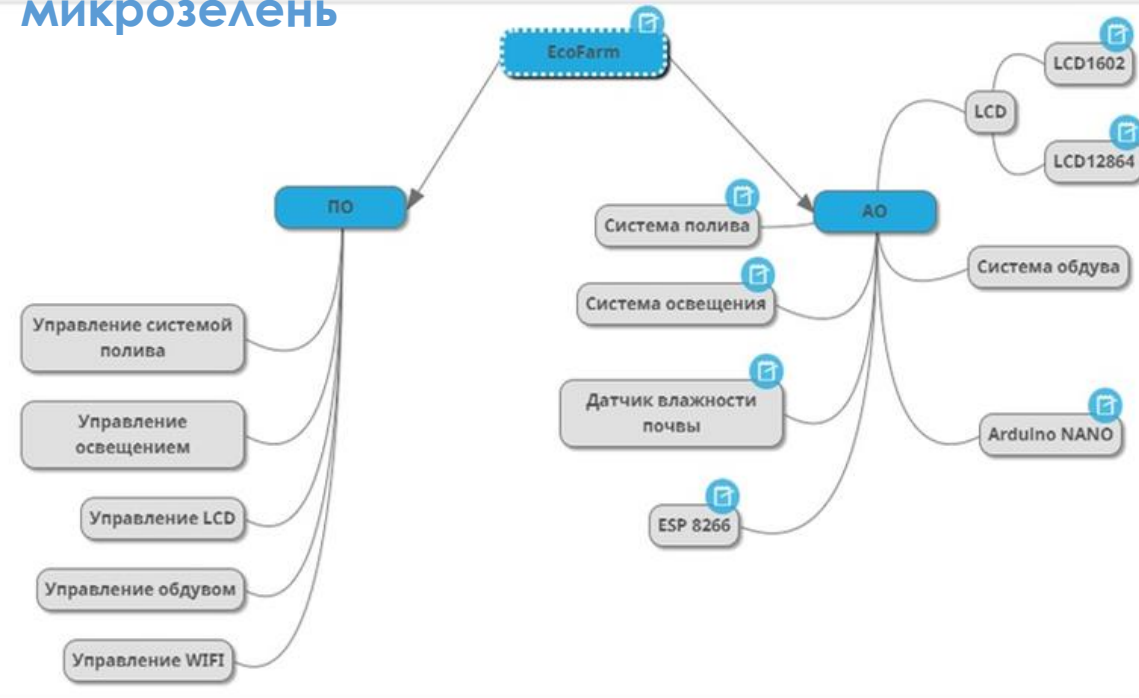 микрозелень
EcoFarm
LCD1602
LCD
LCD12864
ПО
АО
Система полива
Система обдува
Система освещения
Управление системой
полива
Датчик влажности
почвы
Управление
освещением
Arduino NANO
Управление LCD
ESP 8266
Управление обдувом
Управление WIFI